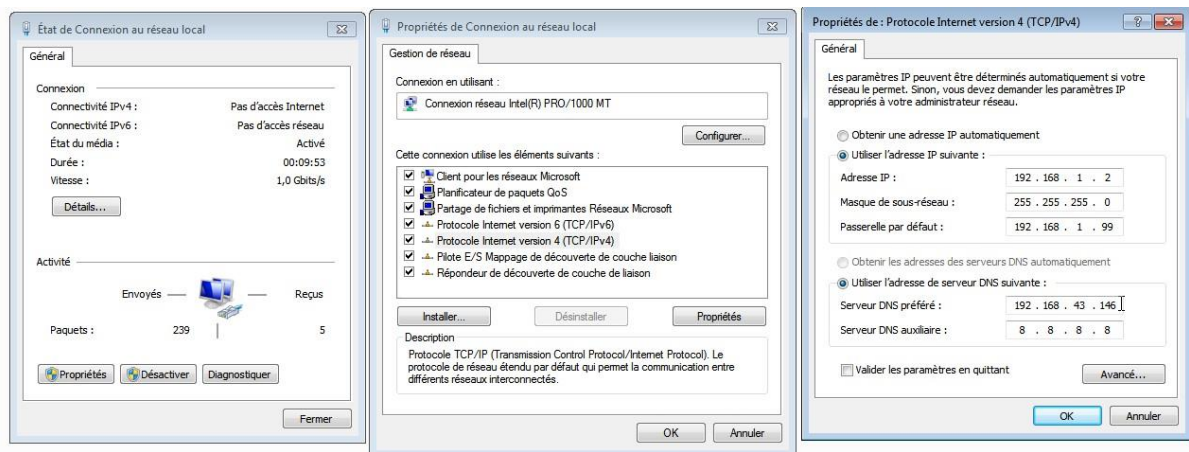 État de Connexion au réseau local
Général
Connexion
Connectivité IPv4 : Pas d'accès Internet
Connectivité IPv6 : Pas d'accès réseau
État du média : Activé
Durée : 00:09:53
Vitesse : 1,0 Gbits/s
Détails...
Activité
Envoyés — Reçus
Paquets : 239 5
Propriétés Désactiver Diagnostiquer
Fermer
Propriétés de Connexion au réseau local
Gestion de réseau
Connexion en utilisant :
Connexion réseau Intel(R) PRO/1000 MT
Configurer...
Cette connexion utilise les éléments suivants :
Client pour les réseaux Microsoft
Planificateur de paquets QoS
Partage de fichiers et imprimantes Réseaux Microsoft
Protocole Internet version 6 (TCP/IPv6)
Protocole Internet version 4 (TCP/IPv4)
Pilote E/S Mappage de découverte de couche liaison
Répondeur de découverte de couche de liaison
Installer... Désinstaller Propriétés
Description
Protocole TCP/IP (Transmission Control Protocol/Internet Protocol). Le
protocole de réseau étendu par défaut qui permet la communication entre
différents réseaux interconnectés.
OK Annuler
Propriétés de : Protocole Internet version 4 (TCP/IPv4)
Général
Les paramètres IP peuvent être déterminés automatiquement si votre
réseau le permet. Sinon, vous devez demander les paramètres IP
appropriés à votre administrateur réseau.
Obtenir une adresse IP automatiquement
Utiliser l'adresse IP suivante :
Adresse IP : 192 . 168 . 1 . 2
Masque de sous-réseau : 255 . 255 . 255 . 0
Passerelle par défaut : 192 . 168 . 1 . 99
Obtenir les adresses des serveurs DNS automatiquement
Utiliser l'adresse de serveur DNS suivante :
Serveur DNS préféré : 192 . 168 . 43 . 146
Serveur DNS auxiliaire : 8 . 8 . 8 . 8
Valider les paramètres en quittant
Avancé...
OK Annuler